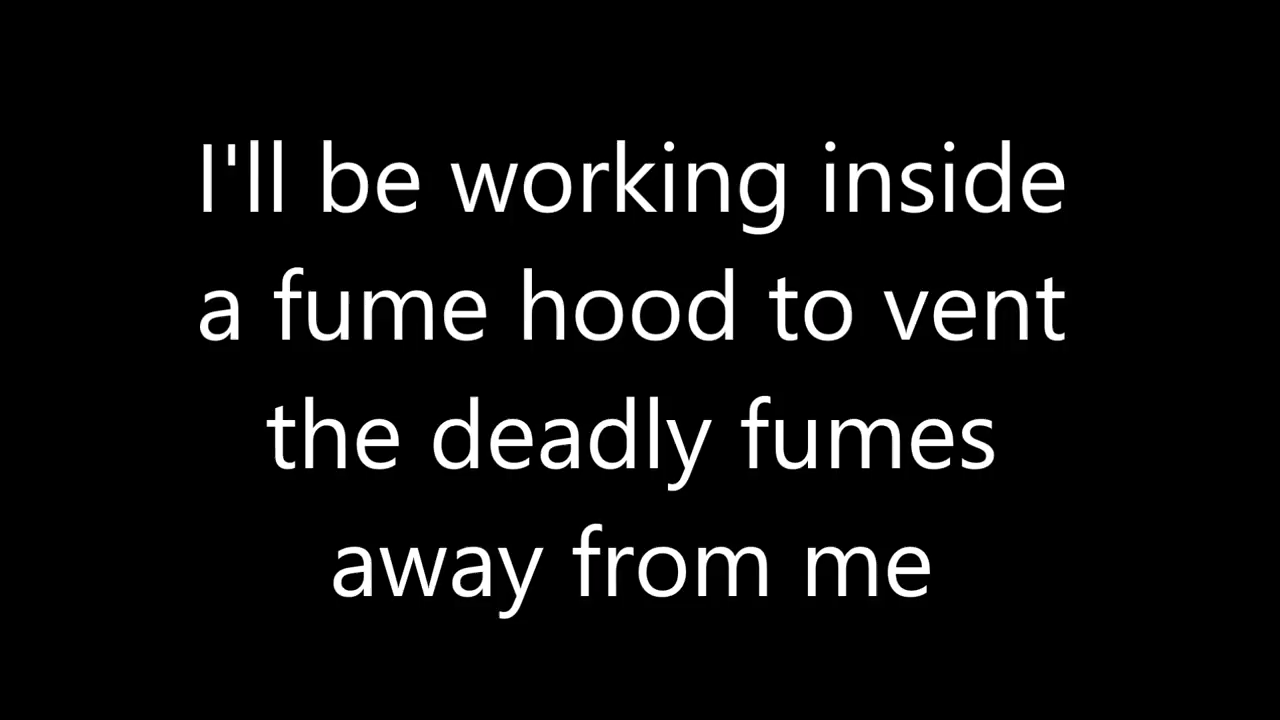 I'll be working inside
a fume hood to vent
the deadly fumes
away from me